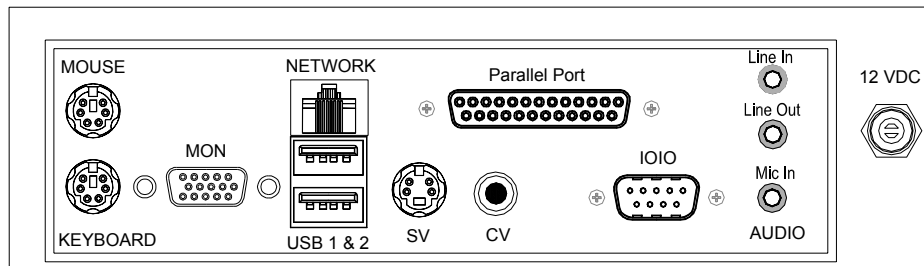 MOUSE
NETWORK
Parallel Port
Line In
12 VDC
Line Out
MON
IOIO
Mic In
KEYBOARD
USB 1 & 2
SV
CV
AUDIO